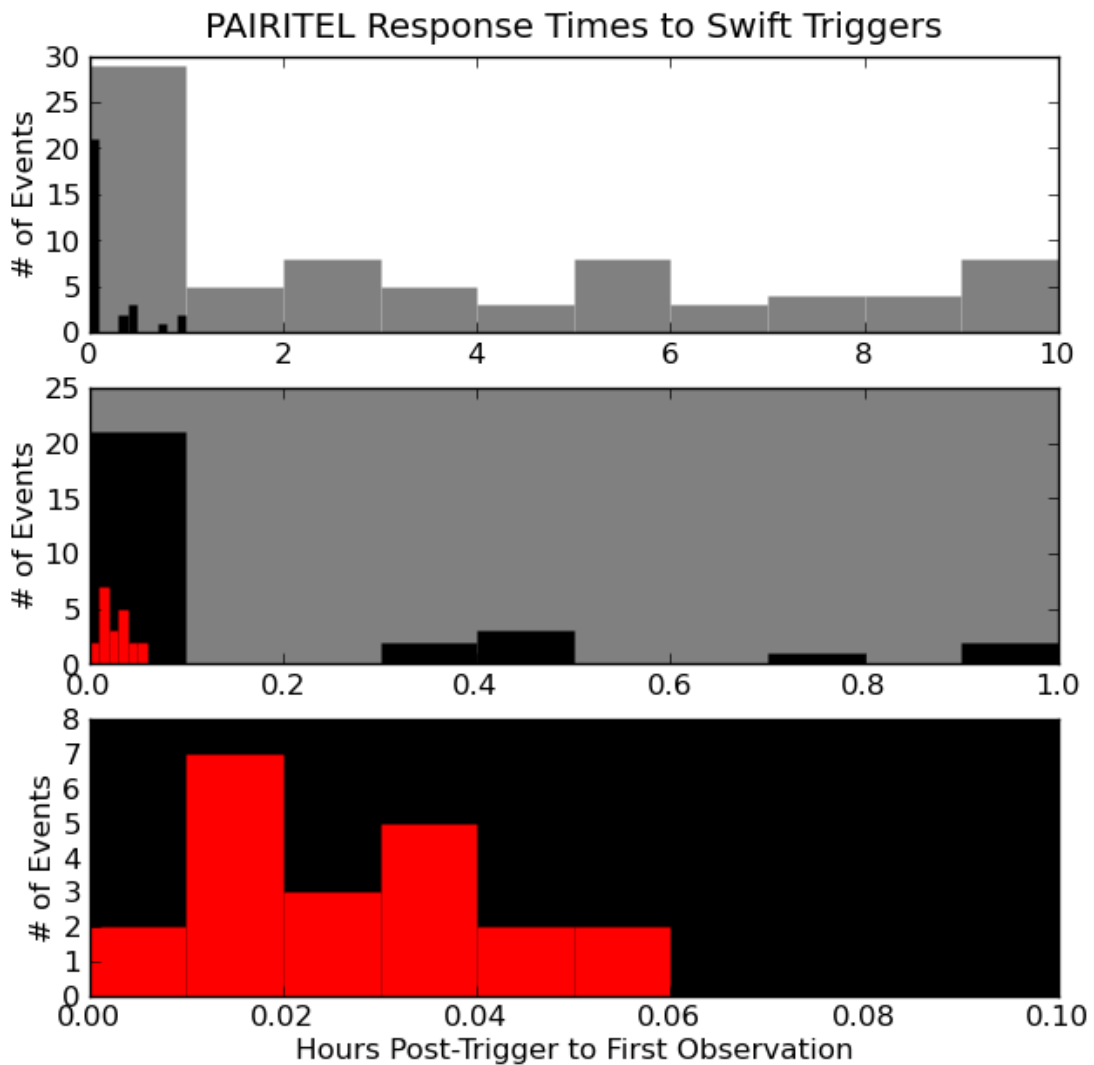 PAIRITEL Response Times to Swift Triggers
30
25
20
15
10
5
0
# of Events
0 2 4 6 8 10
25
20
15
10
5
0
# of Events
0.0 0.2 0.4 0.6 0.8 1.0
8
7
6
5
4
3
2
1
0
# of Events
0.00 0.02 0.04 0.06 0.08 0.10
Hours Post-Trigger to First Observation